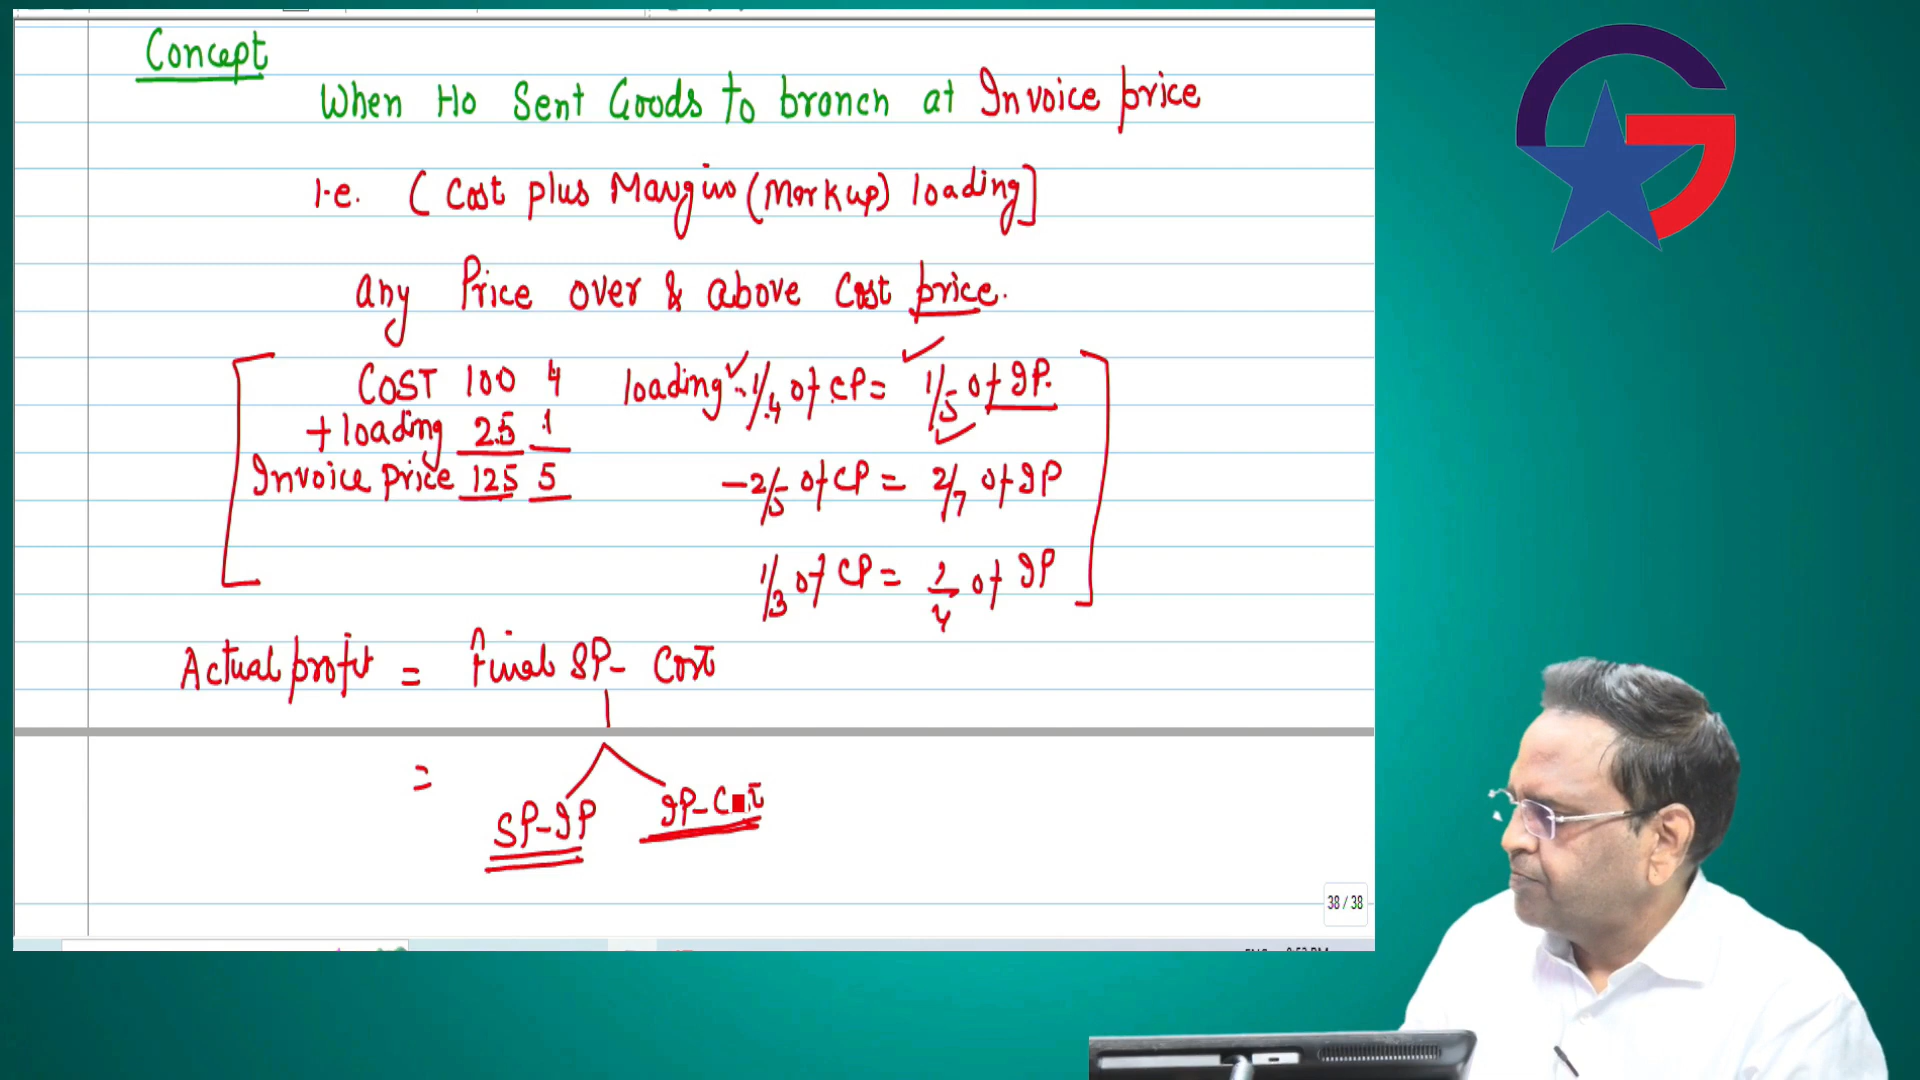 Concept
When Ho Sent Goods to branch at Invoice price
i.e. (Cost plus Margin (Markup) loading]
any Price over & above Cost price.
COST 100 4 loading - 1/4 of CP = 1/5 of IP.
+ loading 25 1
Invoice price 125 5 - 2/5 of CP = 2/7 of IP
1/3 of CP = 1/4 of IP
Actual profit = Final SP - Cost
=
SP-IP IP-Cost
38 / 38